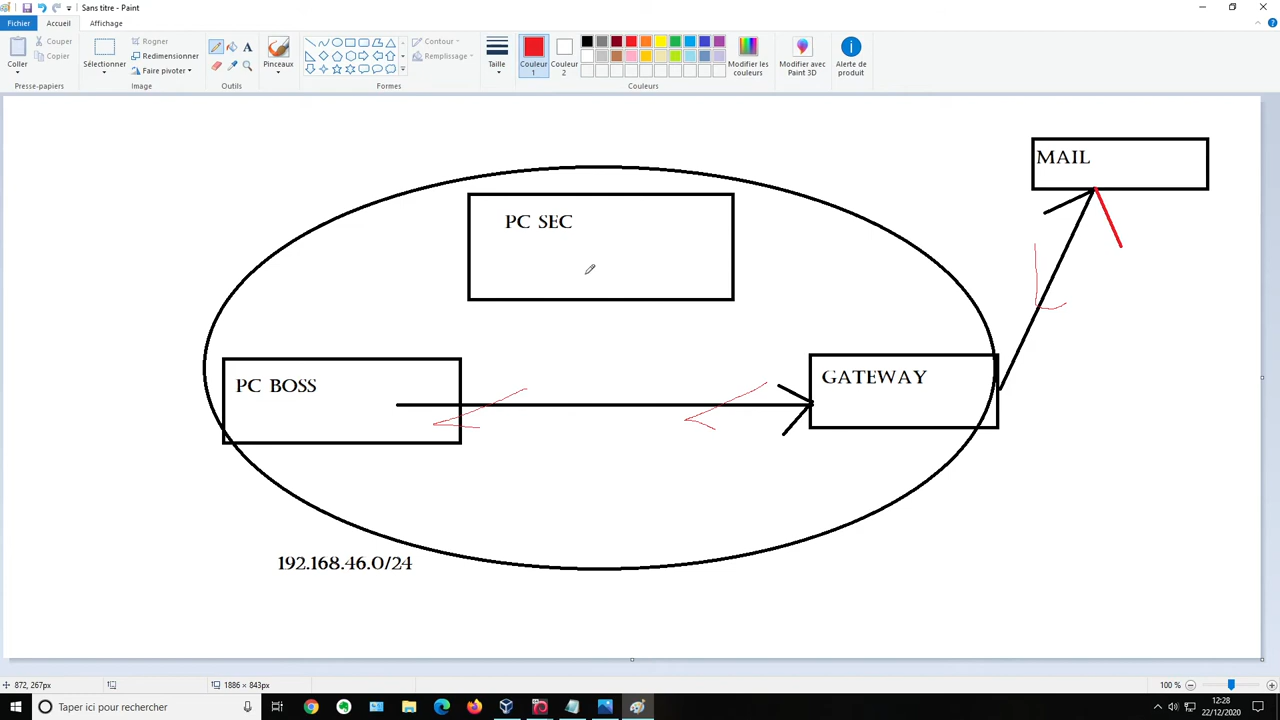 Sans titre - Paint
Fichier
Accueil
Affichage
Coller
Couper
Copier
Presse-papiers
Sélectionner
Rogner
Redimensionner
Faire pivoter
Image
A
Outils
Pinceaux
Contour
Remplissage
Formes
Taille
Couleur 1
Couleur 2
Modifier les couleurs
Couleurs
Modifier avec Paint 3D
Alerte de produit
MAIL
PC SEC
PC BOSS
GATEWAY
192.168.46.0/24
872, 267px
1886 × 843px
100 %
Taper ici pour rechercher
12:28
22/12/2020